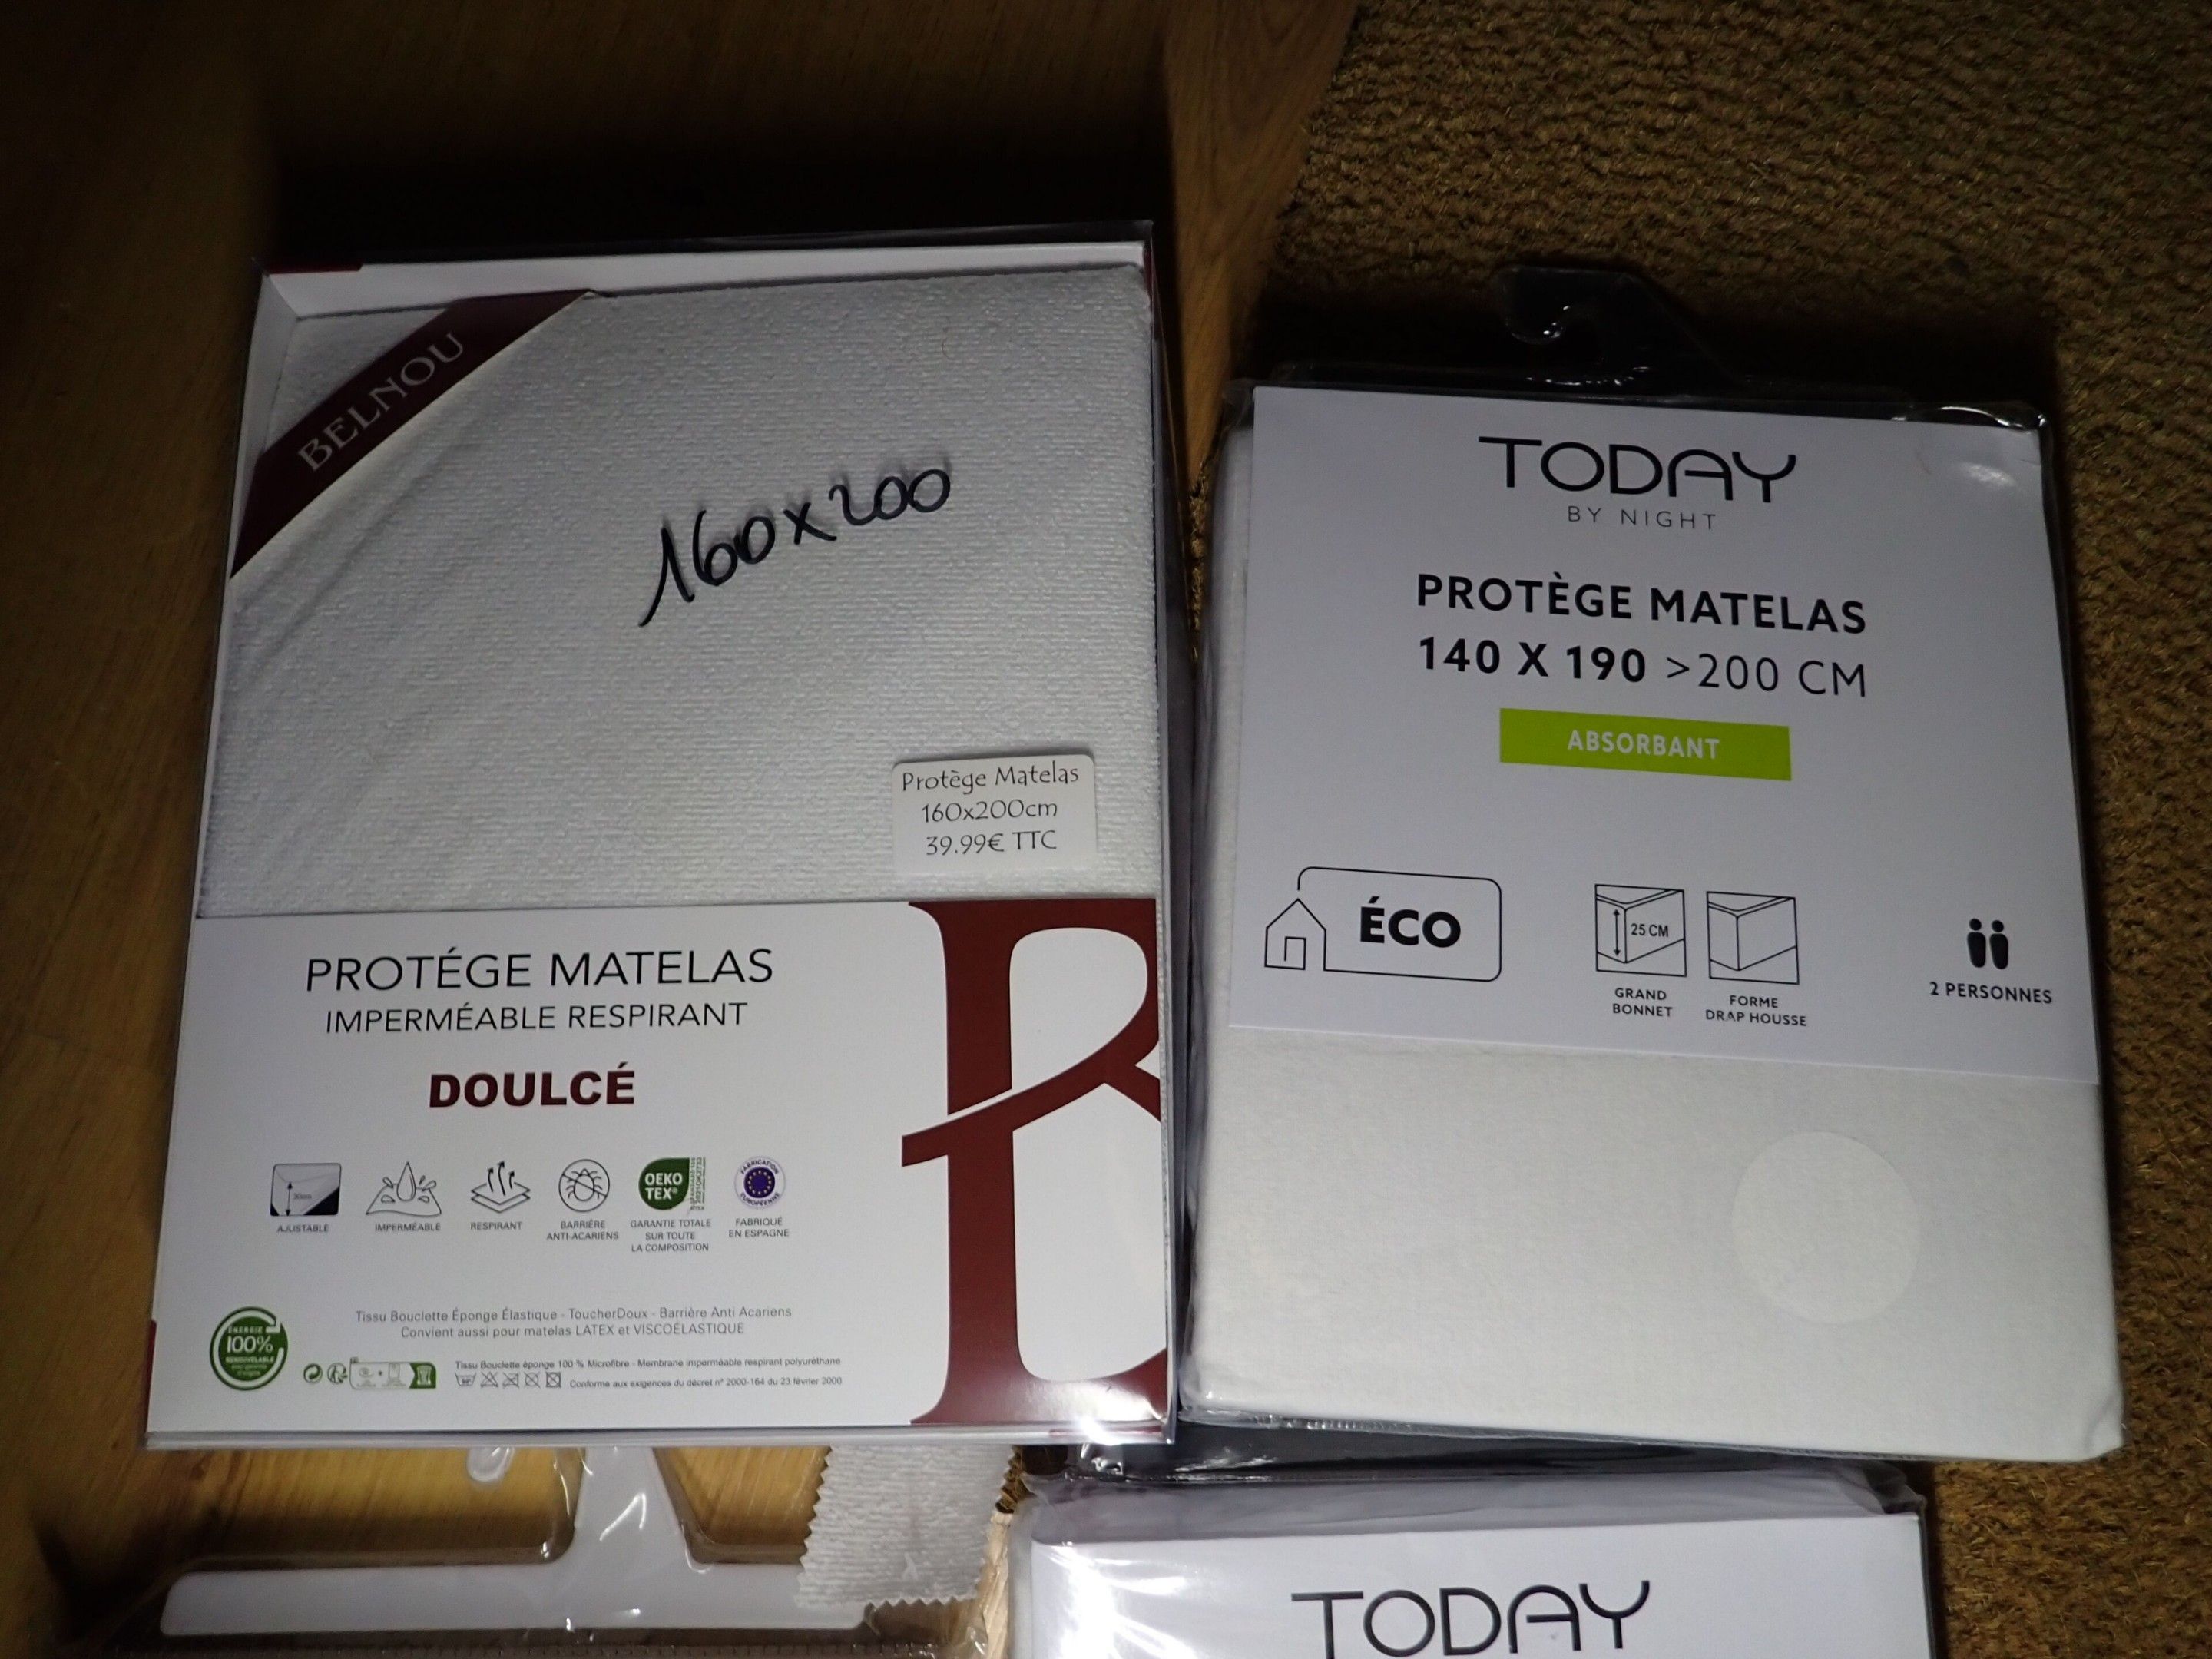 BELNOU
160x200
Protège Matelas
160x200cm
39.99€ TTC
PROTÉGE MATELAS
IMPERMÉABLE RESPIRANT
DOULCÉ
AJUSTABLE
IMPERMÉABLE
RESPIRANT
BARRIÈRE
ANTI-ACARIENS
OEKO
TEX®
GARANTIE TOTALE
SUR TOUTE
LA COMPOSITION
FABRICATION
EUROPÉENNE
FABRIQUÉ
EN ESPAGNE
ÉNERGIE
100%
RENOUVELABLE
Tissu Bouclette Éponge Élastique - ToucherDoux - Barrière Anti Acariens
Convient aussi pour matelas LATEX et VISCOÉLASTIQUE
Tissu Bouclette éponge 100 % Microfibre - Membrane imperméable respirant polyuréthane
Conforme aux exigences du décret n° 2000-164 du 23 février 2000
TODAY
BY NIGHT
PROTÈGE MATELAS
140 X 190 >200 CM
ABSORBANT
ÉCO
25 CM
GRAND
BONNET
FORME
DRAP HOUSSE
2 PERSONNES
TODAY